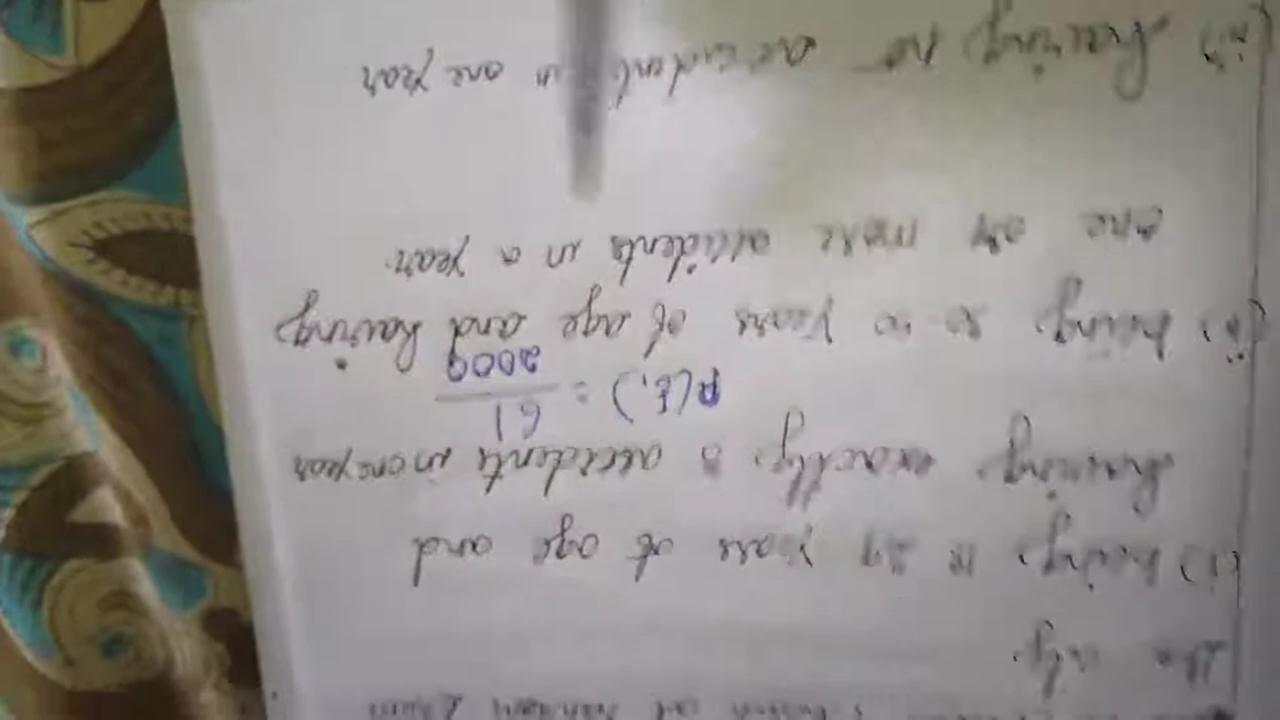 the city.
(i) being 18-29 years of age and
having exactly 3 accidents in one year
P(E₁) = 61/2000
(ii) being 30-50 years of age and having
one or more accidents in a year.
(iii) having no accidents in one year